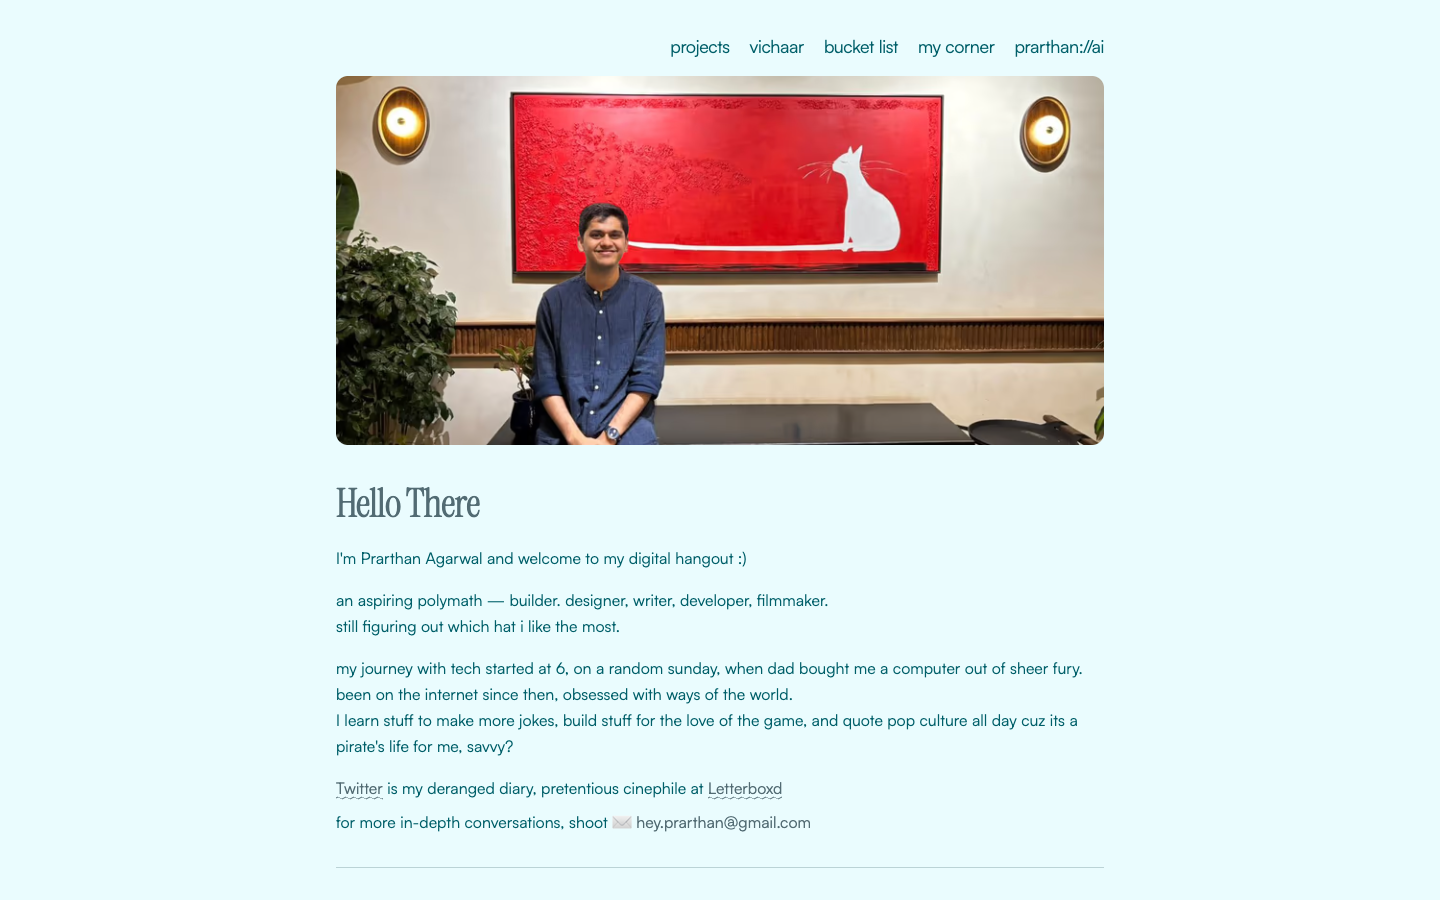 projects vichaar bucket list my corner prarthan://ai
Hello There
I'm Prarthan Agarwal and welcome to my digital hangout :)
an aspiring polymath — builder. designer, writer, developer, filmmaker.
still figuring out which hat i like the most.
my journey with tech started at 6, on a random sunday, when dad bought me a computer out of sheer fury.
been on the internet since then, obsessed with ways of the world.
I learn stuff to make more jokes, build stuff for the love of the game, and quote pop culture all day cuz its a
pirate's life for me, savvy?
Twitter is my deranged diary, pretentious cinephile at Letterboxd
for more in-depth conversations, shoot ✉️ hey.prarthan@gmail.com